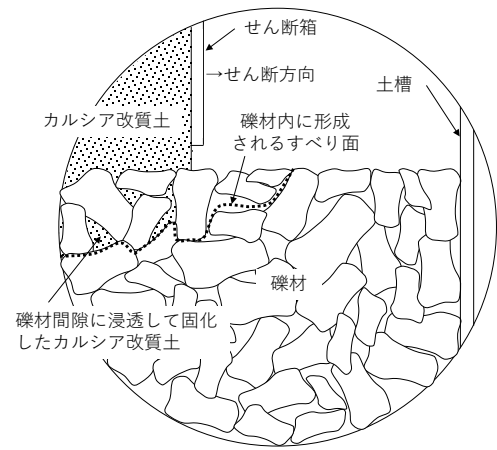 せん断箱
→せん断方向
土槽
カルシア改質土
礫材内に形成
されるすべり面
礫材
礫材間隙に浸透して固化
したカルシア改質土